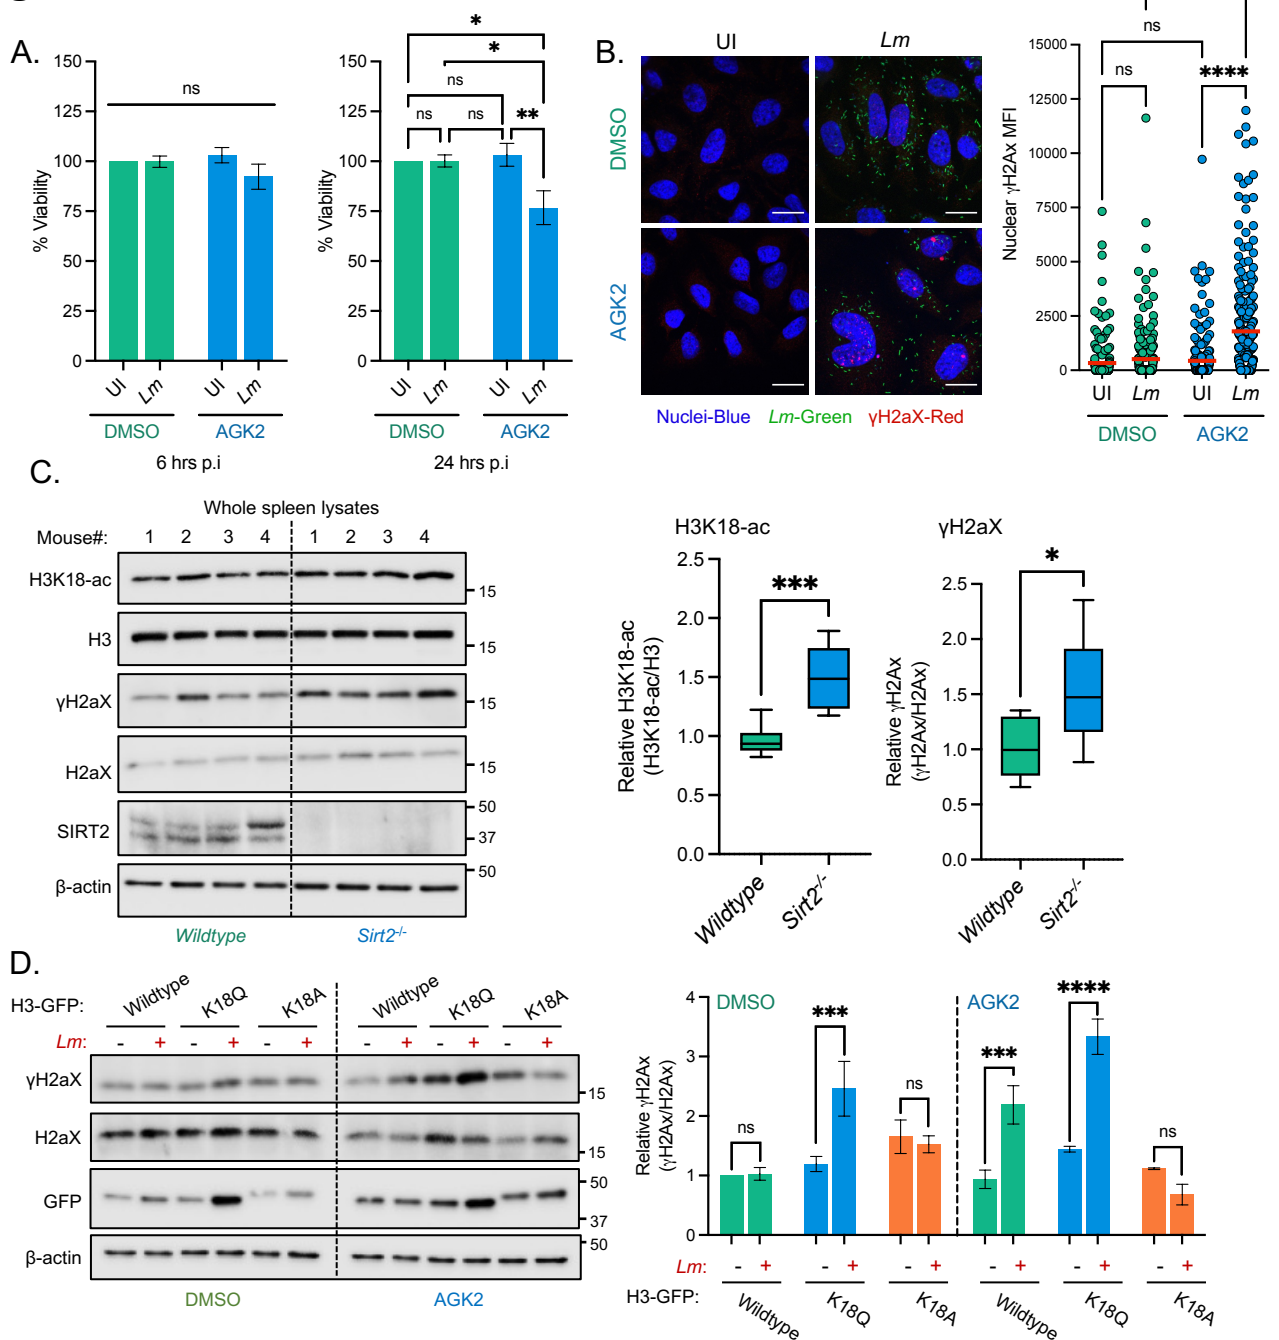 A.
% Viability
150
125
100
75
50
25
0
ns
UI
Lm
UI
Lm
DMSO
AGK2
6 hrs p.i
% Viability
150
125
100
75
50
25
0
*
*
ns
ns
ns
**
UI
Lm
UI
Lm
DMSO
AGK2
24 hrs p.i
B.
UI
Lm
DMSO
AGK2
Nuclei-Blue
Lm-Green
γH2aX-Red
Nuclear γH2Ax MFI
15000
12500
10000
7500
5000
2500
0
ns
ns
****
UI
Lm
UI
Lm
DMSO
AGK2
C.
Whole spleen lysates
Mouse#: 1 2 3 4 1 2 3 4
H3K18-ac
15
H3
15
γH2aX
15
H2aX
15
SIRT2
50
37
β-actin
50
Wildtype
Sirt2-/-
H3K18-ac
Relative H3K18-ac
(H3K18-ac/H3)
2.5
2.0
1.5
1.0
0.5
0.0
***
Wildtype
Sirt2-/-
γH2aX
Relative γH2Ax
(γH2Ax/H2Ax)
2.5
2.0
1.5
1.0
0.5
0.0
*
Wildtype
Sirt2-/-
D.
H3-GFP: Wildtype K18Q K18A Wildtype K18Q K18A
Lm: - + - + - + - + - + - +
γH2aX
15
H2aX
15
GFP
50
37
β-actin
50
DMSO
AGK2
Relative γH2Ax
(γH2Ax/H2Ax)
4
3
2
1
0
DMSO
AGK2
ns
***
ns
***
****
ns
Lm: - + - + - + - + - + - +
H3-GFP: Wildtype K18Q K18A Wildtype K18Q K18A